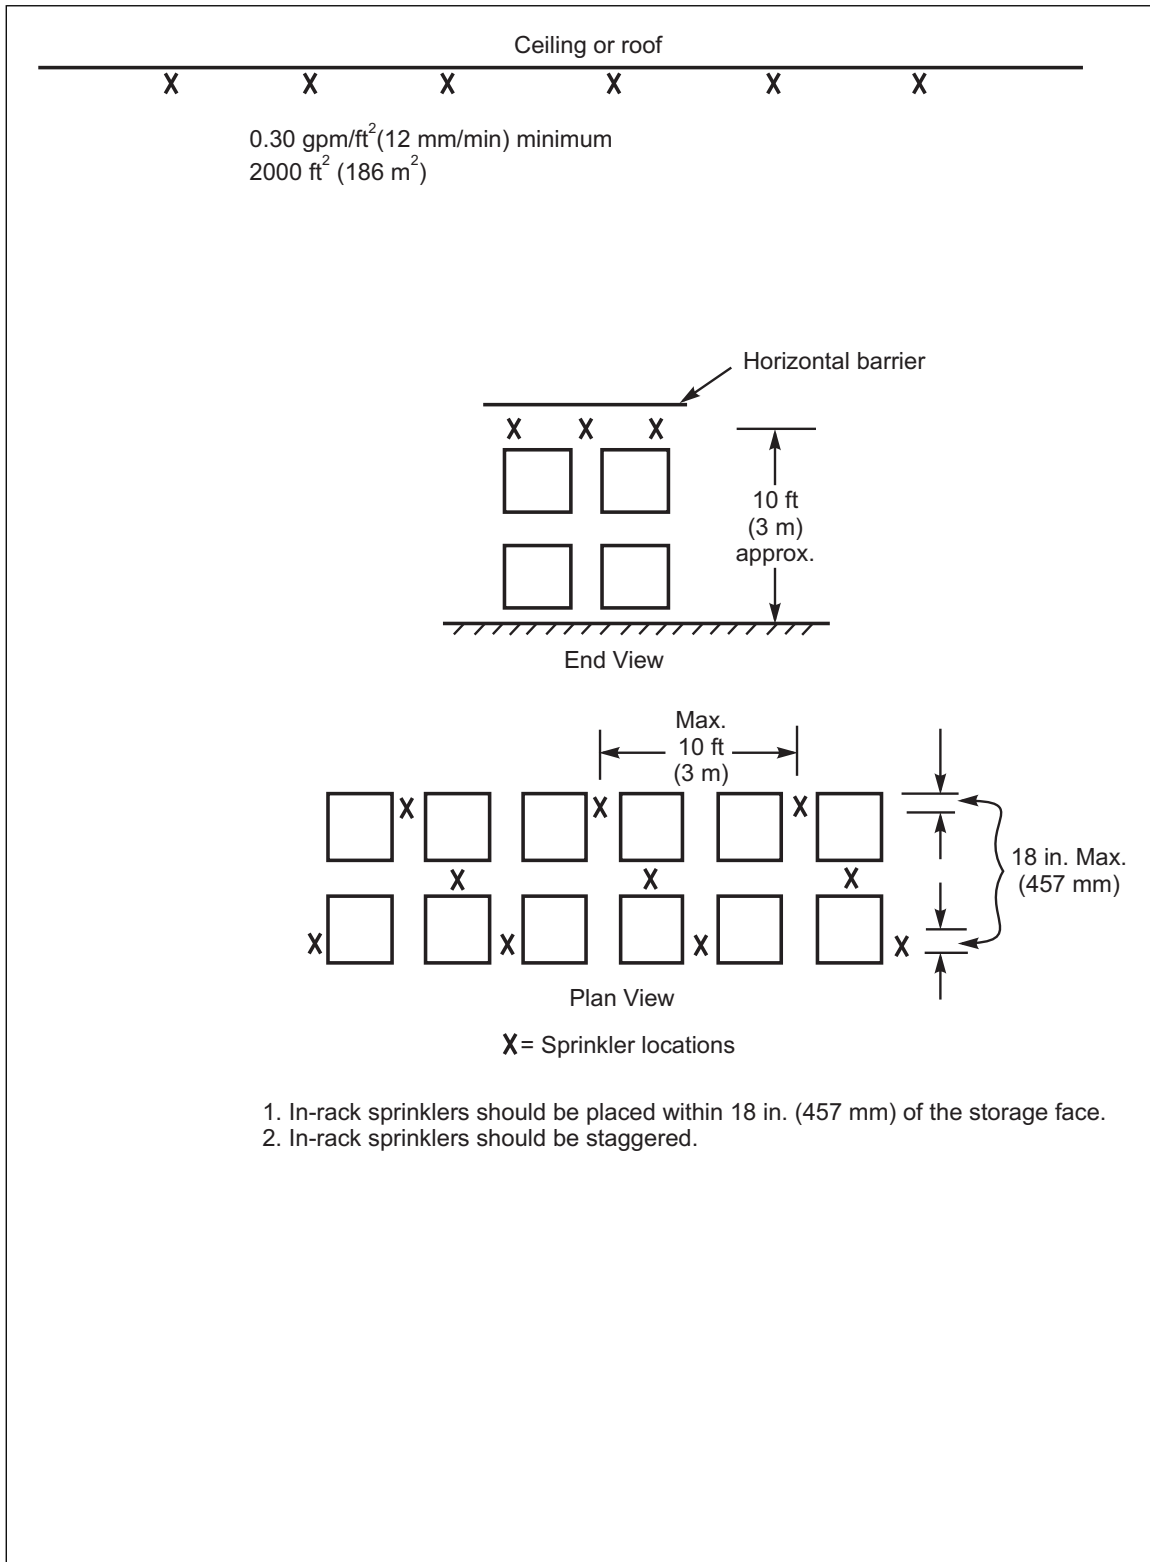 Ceiling or roof
0.30 gpm/ft²(12 mm/min) minimum
2000 ft² (186 m²)
Horizontal barrier
10 ft
(3 m)
approx.
End View
Max.
10 ft
(3 m)
18 in. Max.
(457 mm)
Plan View
X = Sprinkler locations
1. In-rack sprinklers should be placed within 18 in. (457 mm) of the storage face.
2. In-rack sprinklers should be staggered.